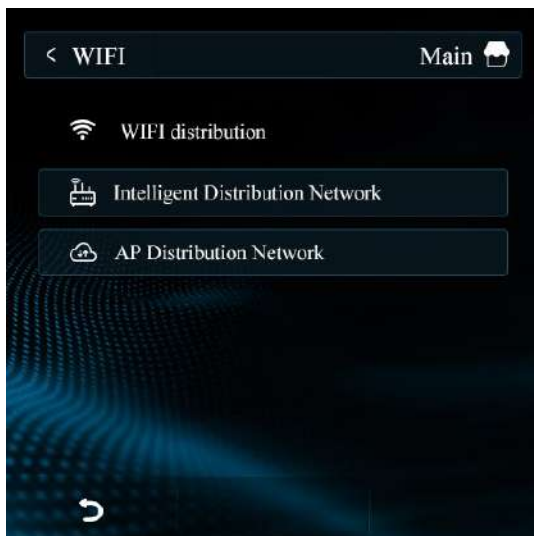 < WIFI Main
WIFI distribution
Intelligent Distribution Network
AP Distribution Network